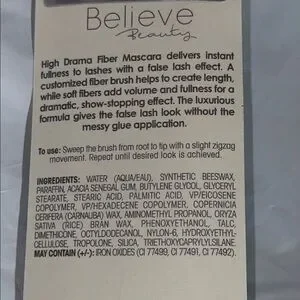 Believe
Beauty
High Drama Fiber Mascara delivers instant
fullness to lashes with a false lash effect. A
customized fiber brush helps to create length,
while soft fibers add volume and fullness for a
dramatic, show-stopping effect. The luxurious
formula gives the false lash look without the
messy glue application.
To use: Sweep the brush from root to tip with a slight zigzag
movement. Repeat until desired look is achieved.
INGREDIENTS: WATER (AQUA/EAU), SYNTHETIC BEESWAX,
PARAFFIN, ACACIA SENEGAL GUM, BUTYLENE GLYCOL, GLYCERYL
STEARATE, STEARIC ACID, PALMITIC ACID, VP/EICOSENE
COPOLYMER, VP/HEXADECENE COPOLYMER, COPERNICIA
CERIFERA (CARNAUBA) WAX, AMINOMETHYL PROPANOL, ORYZA
SATIVA (RICE) BRAN WAX, PHENOXYETHANOL, TALC,
DIMETHICONE, OCTYLDODECANOL, NYLON-6, HYDROXYETHYL-
CELLULOSE, TROPOLONE, SILICA, TRIETHOXYCAPRYLYLSILANE.
MAY CONTAIN (+/-): IRON OXIDES (CI 77499, CI 77491, CI 77492).